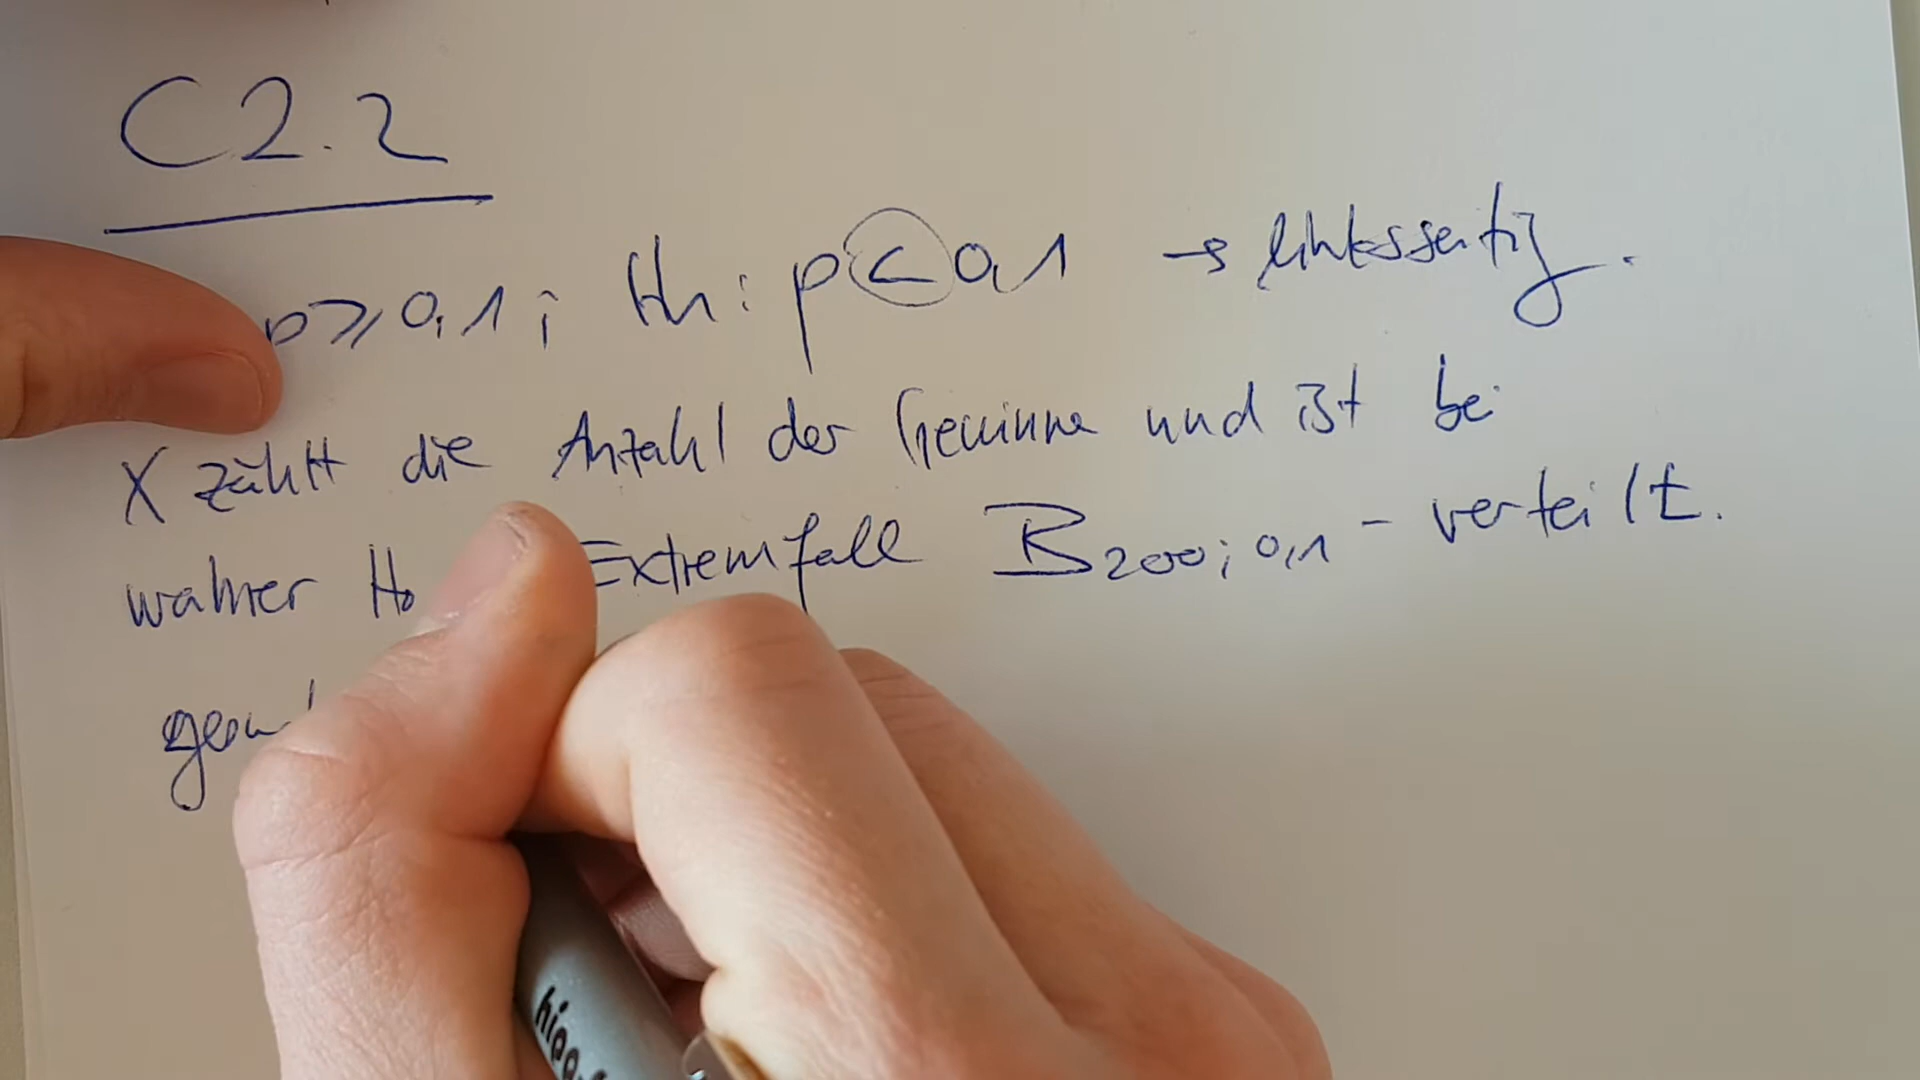 C2.2
p ≥ 0,1 ; H₁: p < 0,1 → linksseitig.
X zählt die Anzahl der Gewinne und ist bei
wahrer H₀ Extremfall B₂₀₀; ₀,₁ - verteilt.